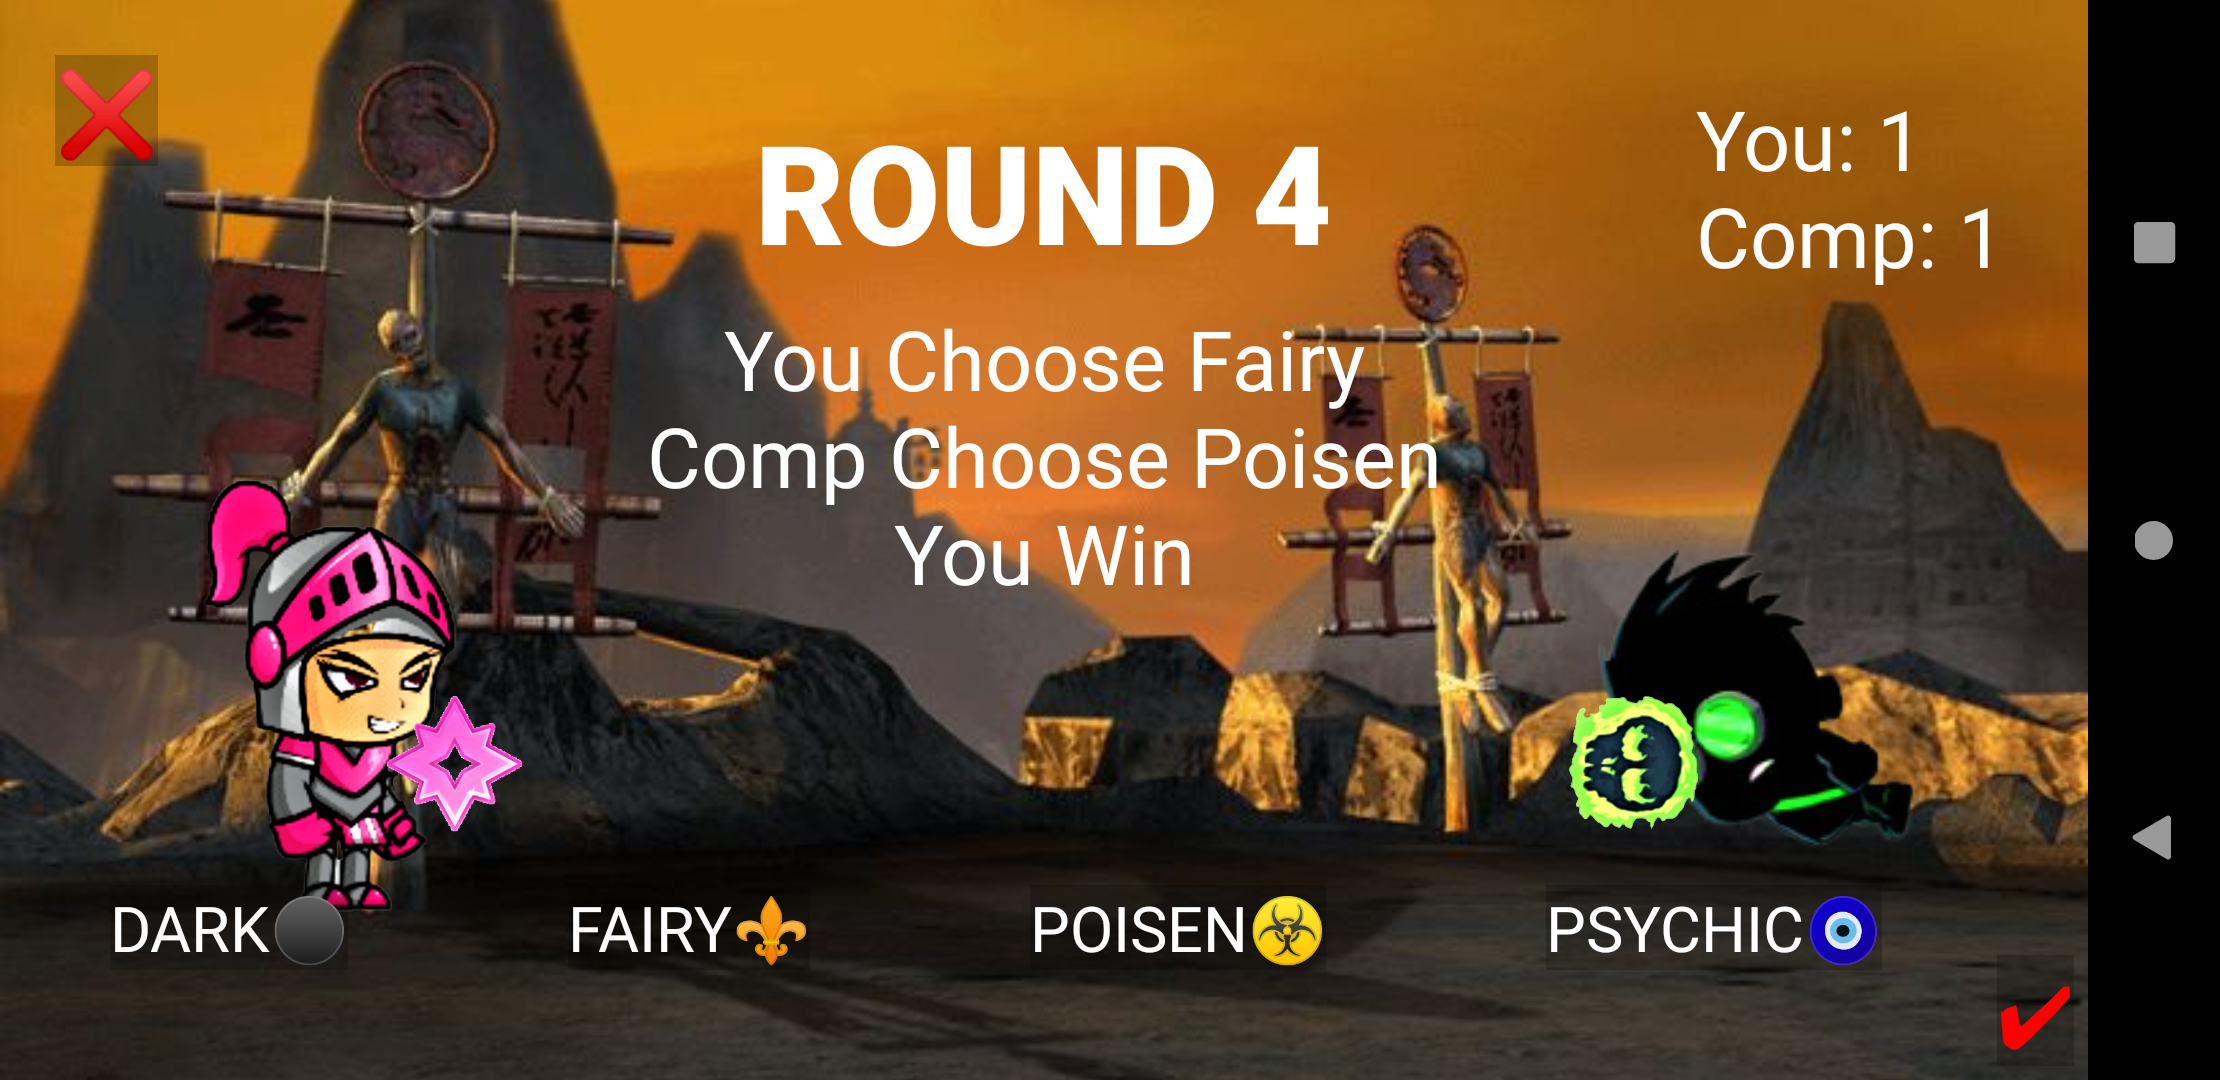 ROUND 4
You: 1
Comp: 1
You Choose Fairy
Comp Choose Poisen
You Win
DARK
FAIRY
POISEN
PSYCHIC